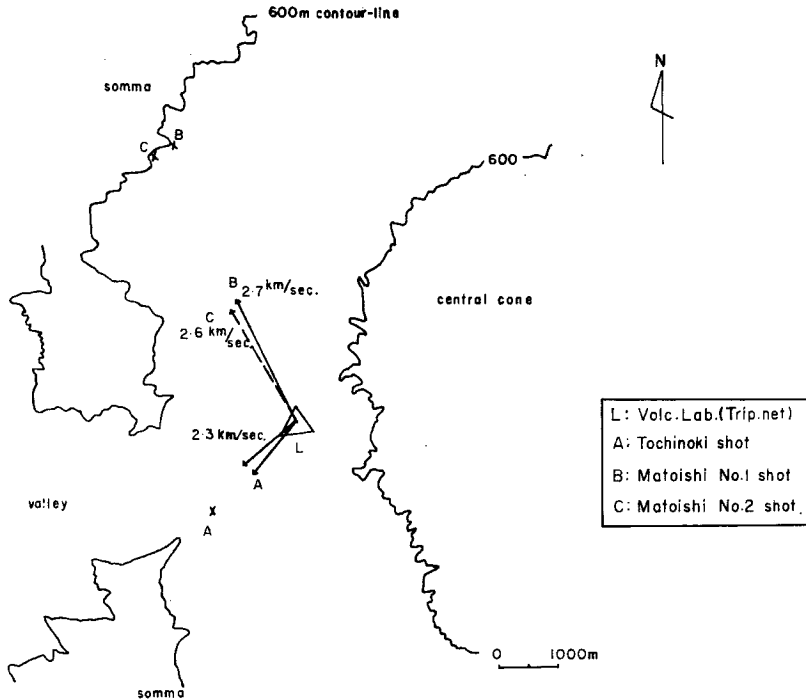 600m contour-line
somma
N
B
C
600
B
2.7 km/sec.
C
2.6 km/
sec.
central cone
2.3 km/sec.
L
A
valley
A
L: Volc. Lab.(Trip.net)
A: Tochinoki shot
B: Matoishi No.1 shot
C: Matoishi No.2 shot.
0 1000m
somma